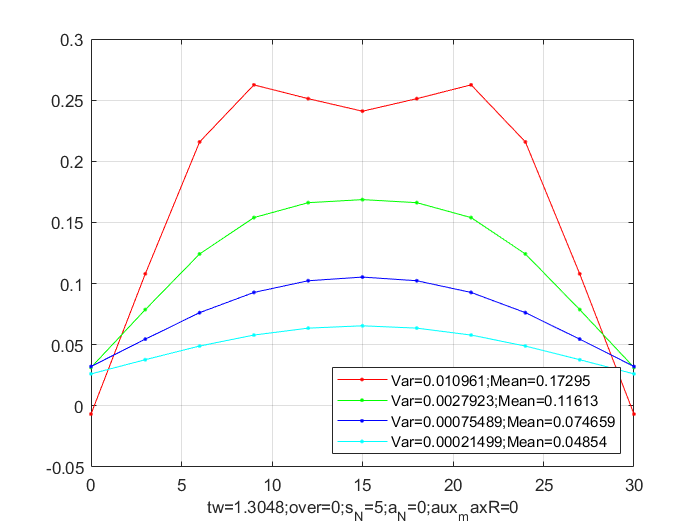 0.3
0.25
0.2
0.15
0.1
0.05
0
-0.05
Var=0.010961;Mean=0.17295
Var=0.0027923;Mean=0.11613
Var=0.00075489;Mean=0.074659
Var=0.00021499;Mean=0.04854
0 5 10 15 20 25 30
tw=1.3048;over=0;s_N=5;a_N=0;aux_maxR=0